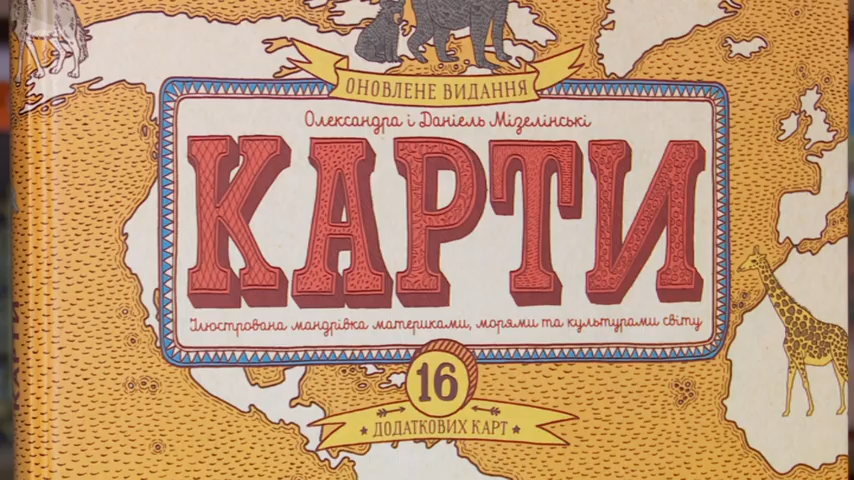 ОНОВЛЕНЕ ВИДАННЯ
Олександра і Даніель Мізелінські
КАРТИ
Ілюстрована мандрівка материками, морями та культурами світу
16
ДОДАТКОВИХ КАРТ